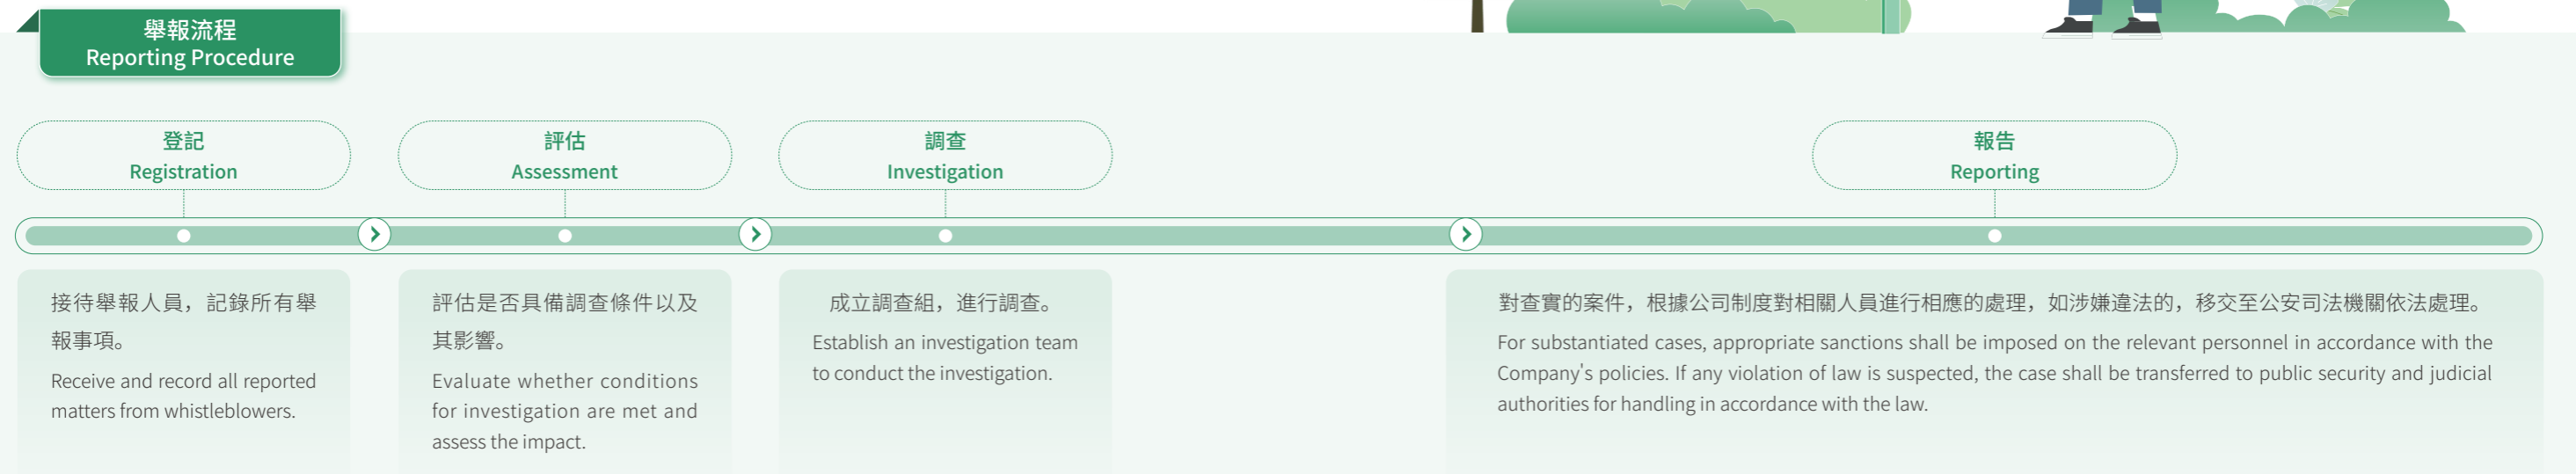 舉報流程
Reporting Procedure
登記
Registration
評估
Assessment
調查
Investigation
報告
Reporting
接待舉報人員，記錄所有舉
報事項。
Receive and record all reported
matters from whistleblowers.
評估是否具備調查條件以及
其影響。
Evaluate whether conditions
for investigation are met and
assess the impact.
成立調查組，進行調查。
Establish an investigation team
to conduct the investigation.
對查實的案件，根據公司制度對相關人員進行相應的處理，如涉嫌違法的，移交至公安司法機關依法處理。
For substantiated cases, appropriate sanctions shall be imposed on the relevant personnel in accordance with the
Company's policies. If any violation of law is suspected, the case shall be transferred to public security and judicial
authorities for handling in accordance with the law.